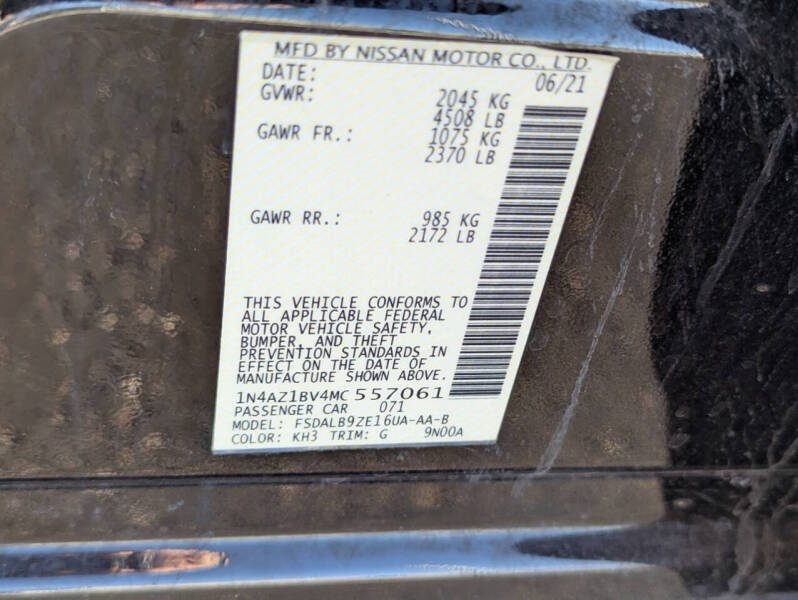 MFD BY NISSAN MOTOR CO., LTD.
DATE: 06/21
GVWR: 2045 KG
4508 LB
GAWR FR.: 1075 KG
2370 LB
GAWR RR.: 985 KG
2172 LB
THIS VEHICLE CONFORMS TO
ALL APPLICABLE FEDERAL
MOTOR VEHICLE SAFETY,
BUMPER, AND THEFT
PREVENTION STANDARDS IN
EFFECT ON THE DATE OF
MANUFACTURE SHOWN ABOVE.
1N4AZ1BV4MC 557061
PASSENGER CAR 071
MODEL: FSDALB9ZE16UA-AA-B
COLOR: KH3 TRIM: G 9N00A